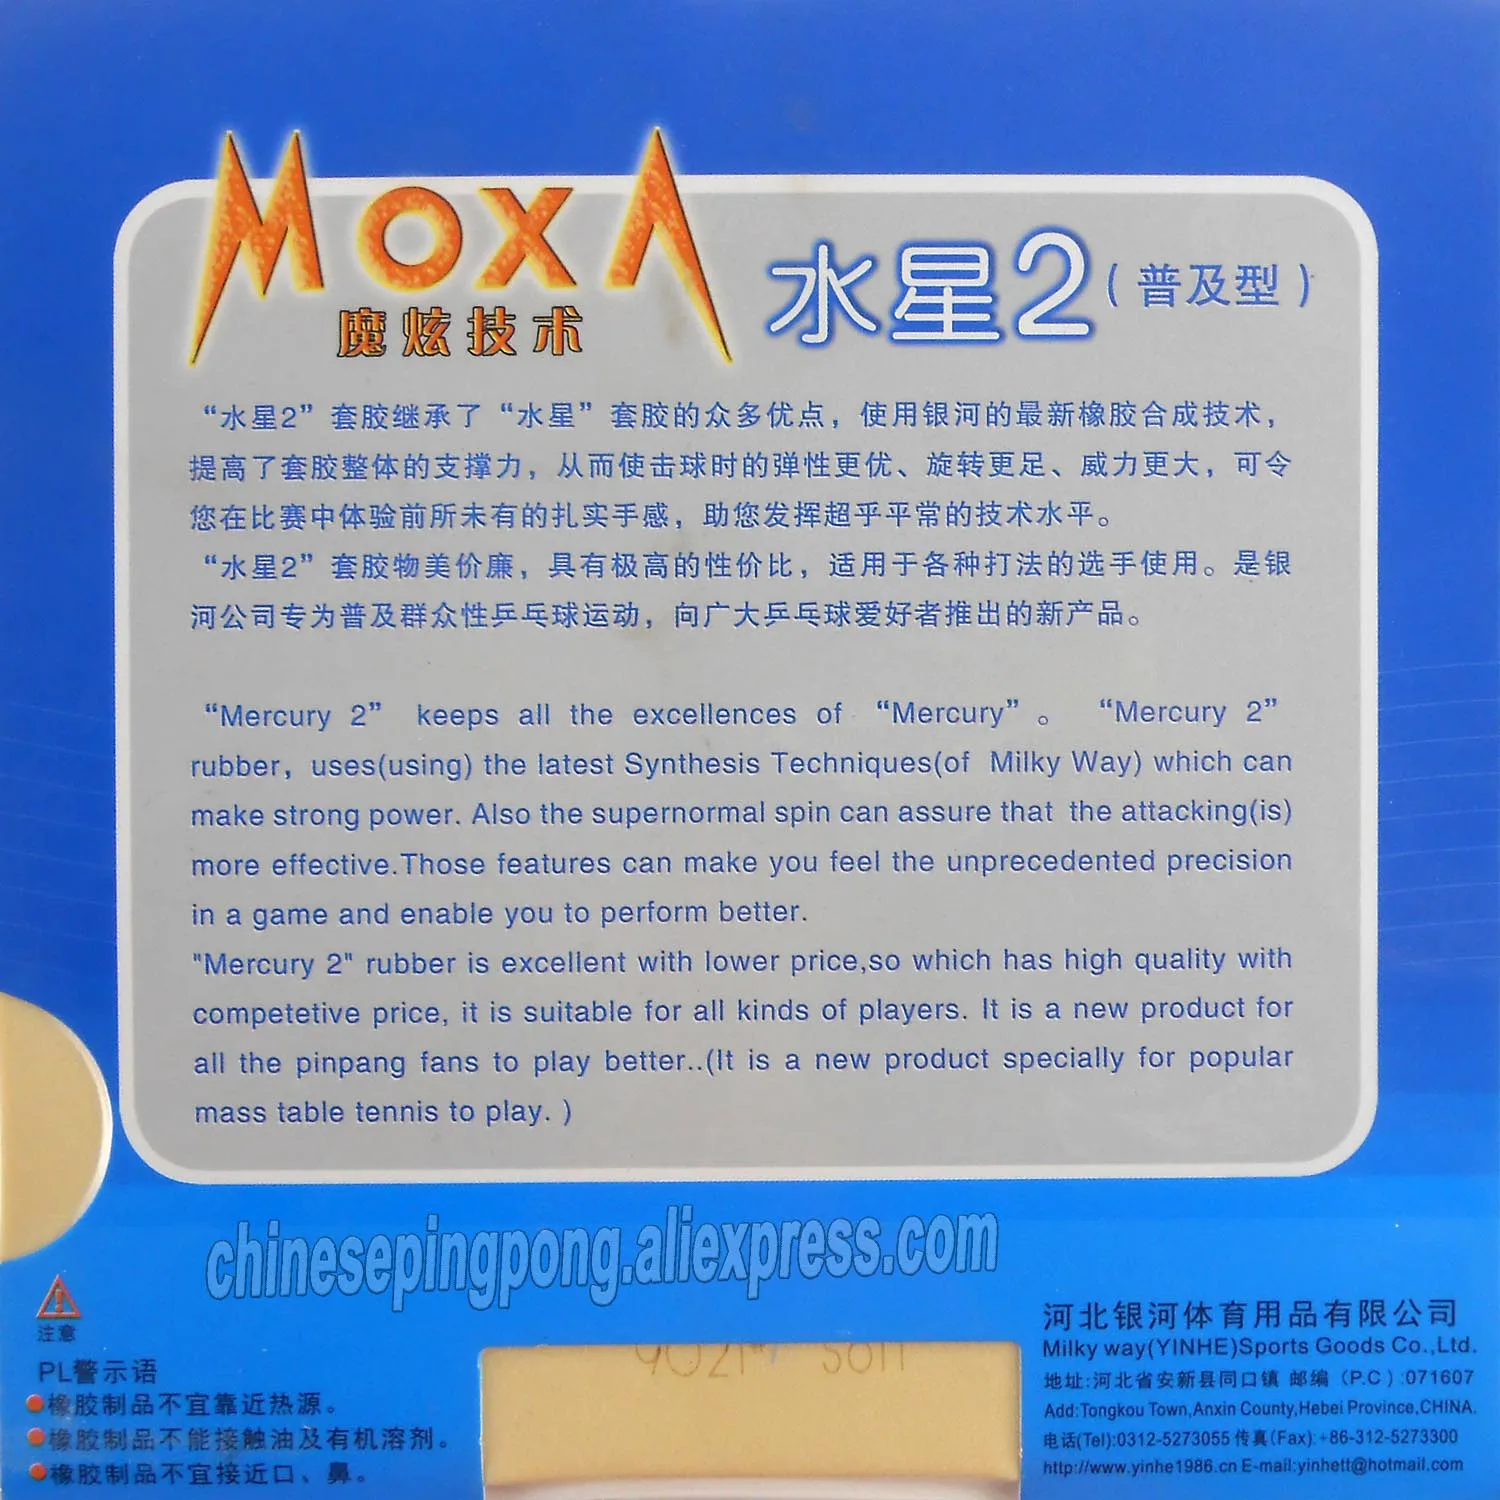 MOXA
魔炫技术
水星2(普及型)
“水星2”套胶继承了“水星”套胶的众多优点，使用银河的最新橡胶合成技术，
提高了套胶整体的支撑力，从而使击球时的弹性更优、旋转更足、威力更大，可令
您在比赛中体验前所未有的扎实手感，助您发挥超乎平常的技术水平。
“水星2”套胶物美价廉，具有极高的性价比，适用于各种打法的选手使用。是银
河公司专为普及群众性乒乓球运动，向广大乒乓球爱好者推出的新产品。
“Mercury 2” keeps all the excellences of “Mercury”。 “Mercury 2”
rubber, uses(using) the latest Synthesis Techniques(of Milky Way) which can
make strong power. Also the supernormal spin can assure that the attacking(is)
more effective.Those features can make you feel the unprecedented precision
in a game and enable you to perform better.
"Mercury 2" rubber is excellent with lower price,so which has high quality with
competetive price, it is suitable for all kinds of players. It is a new product for
all the pinpang fans to play better..(It is a new product specially for popular
mass table tennis to play. )
chinesepingpong.aliexpress.com
注意
PL警示语
橡胶制品不宜靠近热源。
橡胶制品不能接触油及有机溶剂。
橡胶制品不宜接近口、鼻。
河北银河体育用品有限公司
Milky way(YINHE)Sports Goods Co.,Ltd.
地址:河北省安新县同口镇 邮编（P.C）:071607
Add:Tongkou Town,Anxin County,Hebei Province,CHINA.
电话(Tel):0312-5273055 传真(Fax):+86-312-5273300
http://www.yinhe1986.cn E-mail:yinhett@hotmail.com